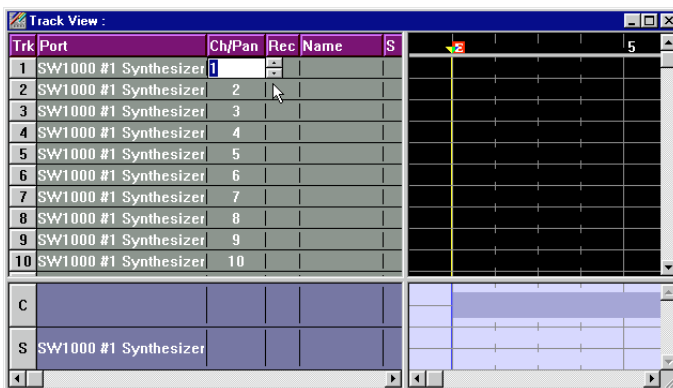 Track View :
Trk Port Ch/Pan Rec Name S 5
1 SW1000 #1 Synthesizer 1
2 SW1000 #1 Synthesizer 2
3 SW1000 #1 Synthesizer 3
4 SW1000 #1 Synthesizer 4
5 SW1000 #1 Synthesizer 5
6 SW1000 #1 Synthesizer 6
7 SW1000 #1 Synthesizer 7
8 SW1000 #1 Synthesizer 8
9 SW1000 #1 Synthesizer 9
10 SW1000 #1 Synthesizer 10
C
S SW1000 #1 Synthesizer